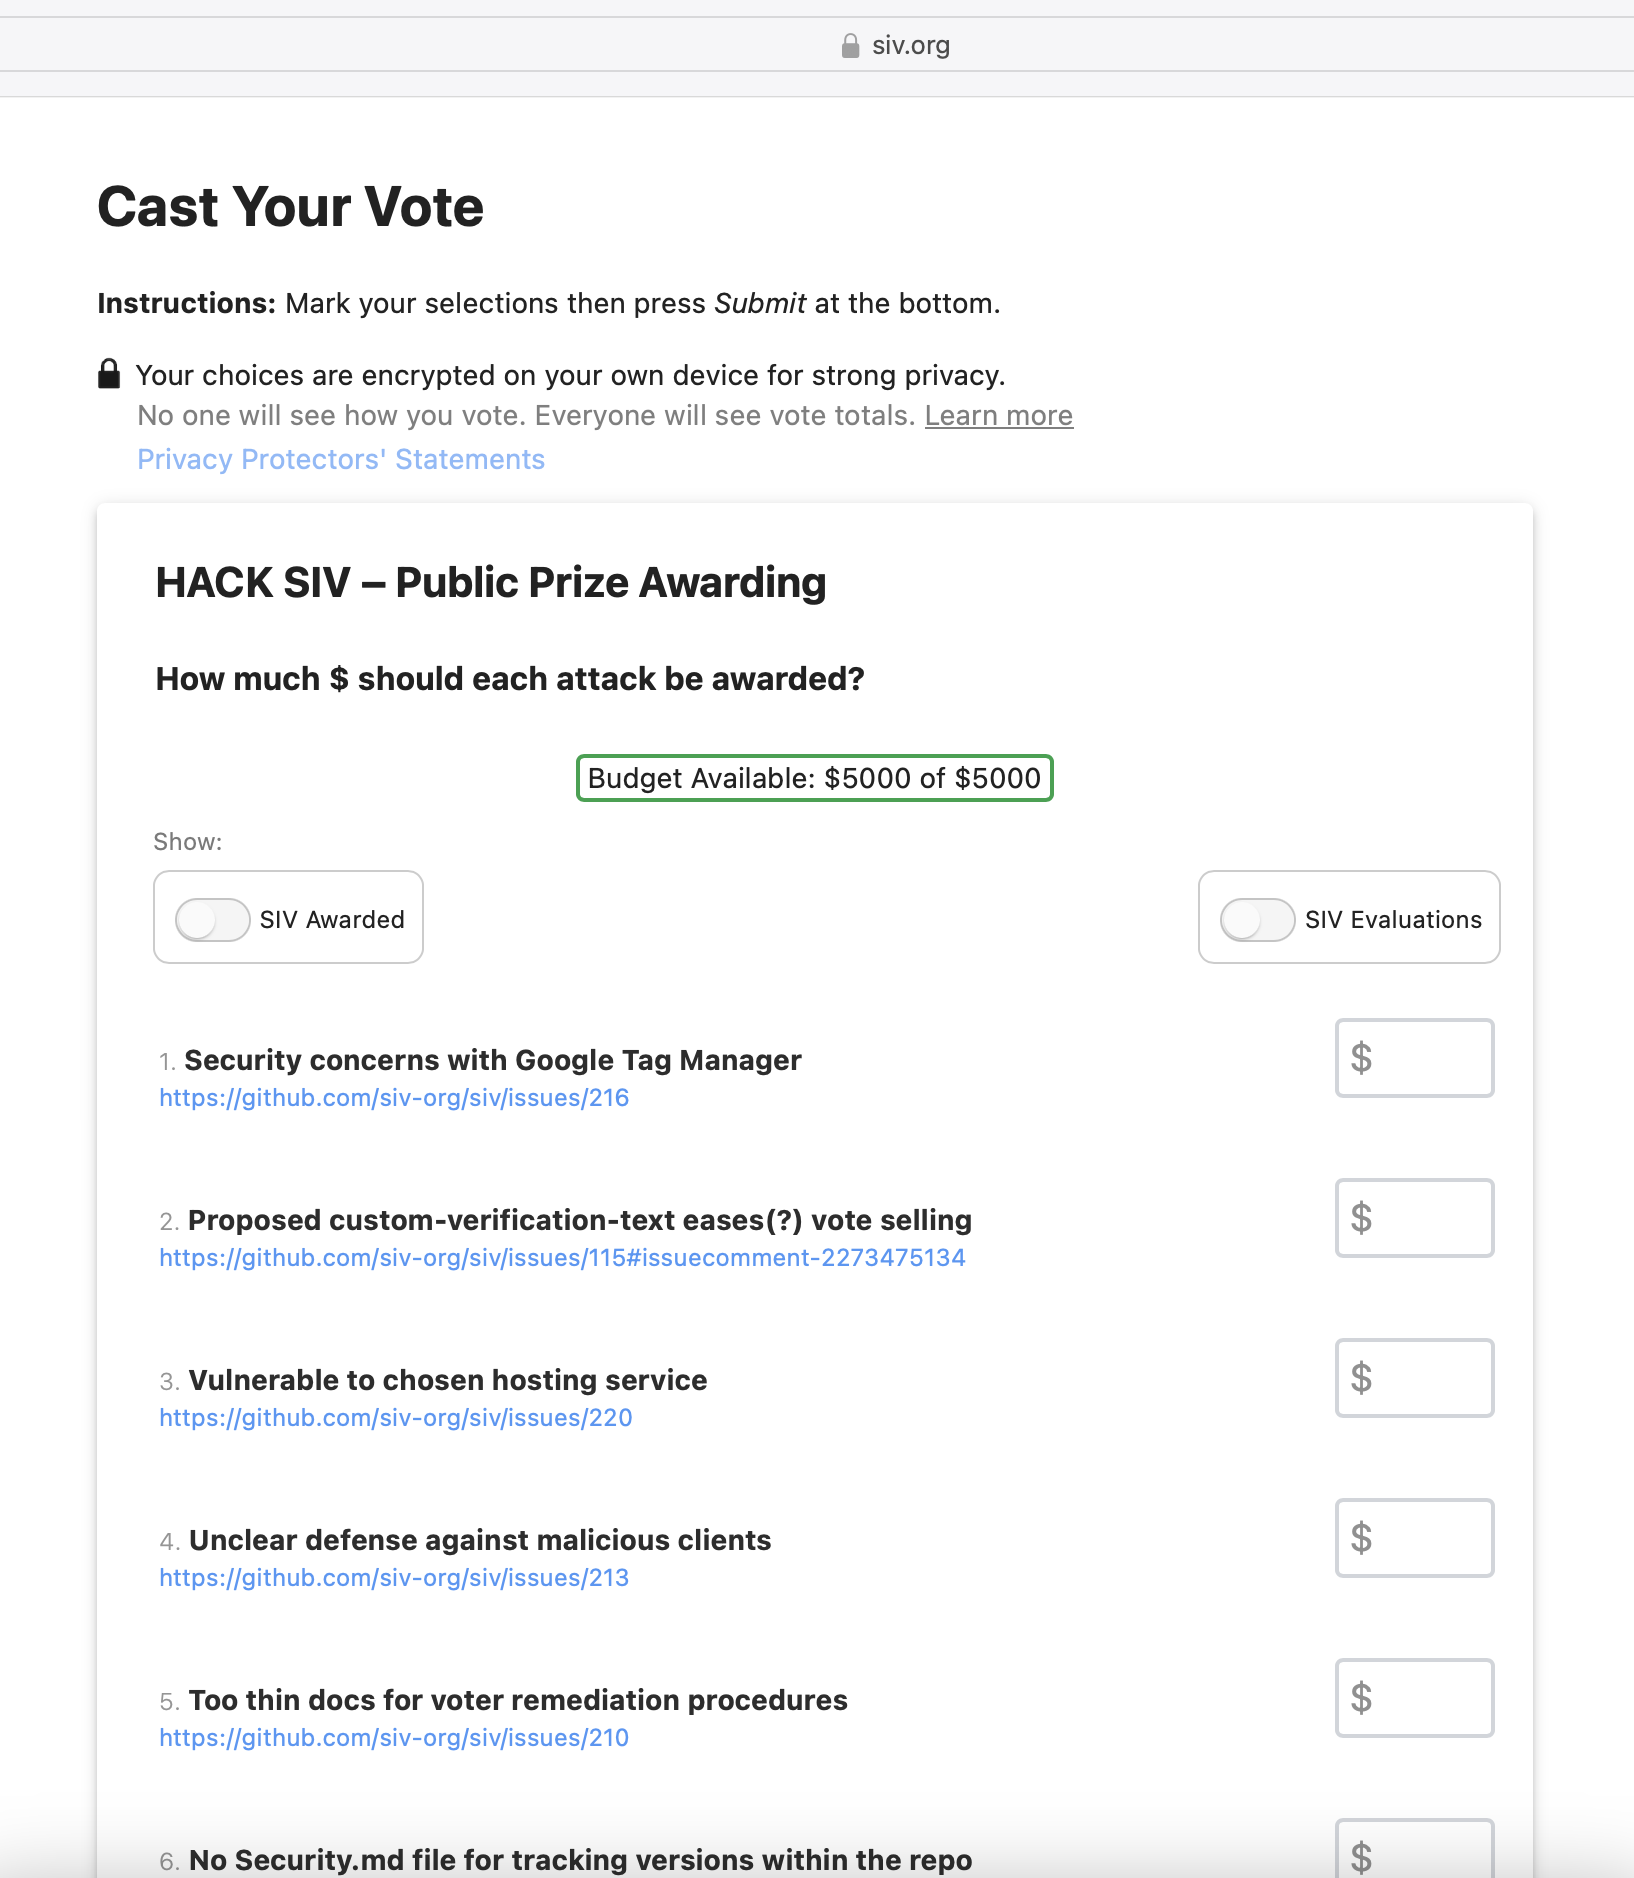 siv.org
Cast Your Vote
Instructions: Mark your selections then press Submit at the bottom.
Your choices are encrypted on your own device for strong privacy.
No one will see how you vote. Everyone will see vote totals. Learn more
Privacy Protectors' Statements
HACK SIV – Public Prize Awarding
How much $ should each attack be awarded?
Budget Available: $5000 of $5000
Show:
SIV Awarded
SIV Evaluations
1. Security concerns with Google Tag Manager
https://github.com/siv-org/siv/issues/216
$
2. Proposed custom-verification-text eases(?) vote selling
https://github.com/siv-org/siv/issues/115#issuecomment-2273475134
$
3. Vulnerable to chosen hosting service
https://github.com/siv-org/siv/issues/220
$
4. Unclear defense against malicious clients
https://github.com/siv-org/siv/issues/213
$
5. Too thin docs for voter remediation procedures
https://github.com/siv-org/siv/issues/210
$
6. No Security.md file for tracking versions within the repo
$